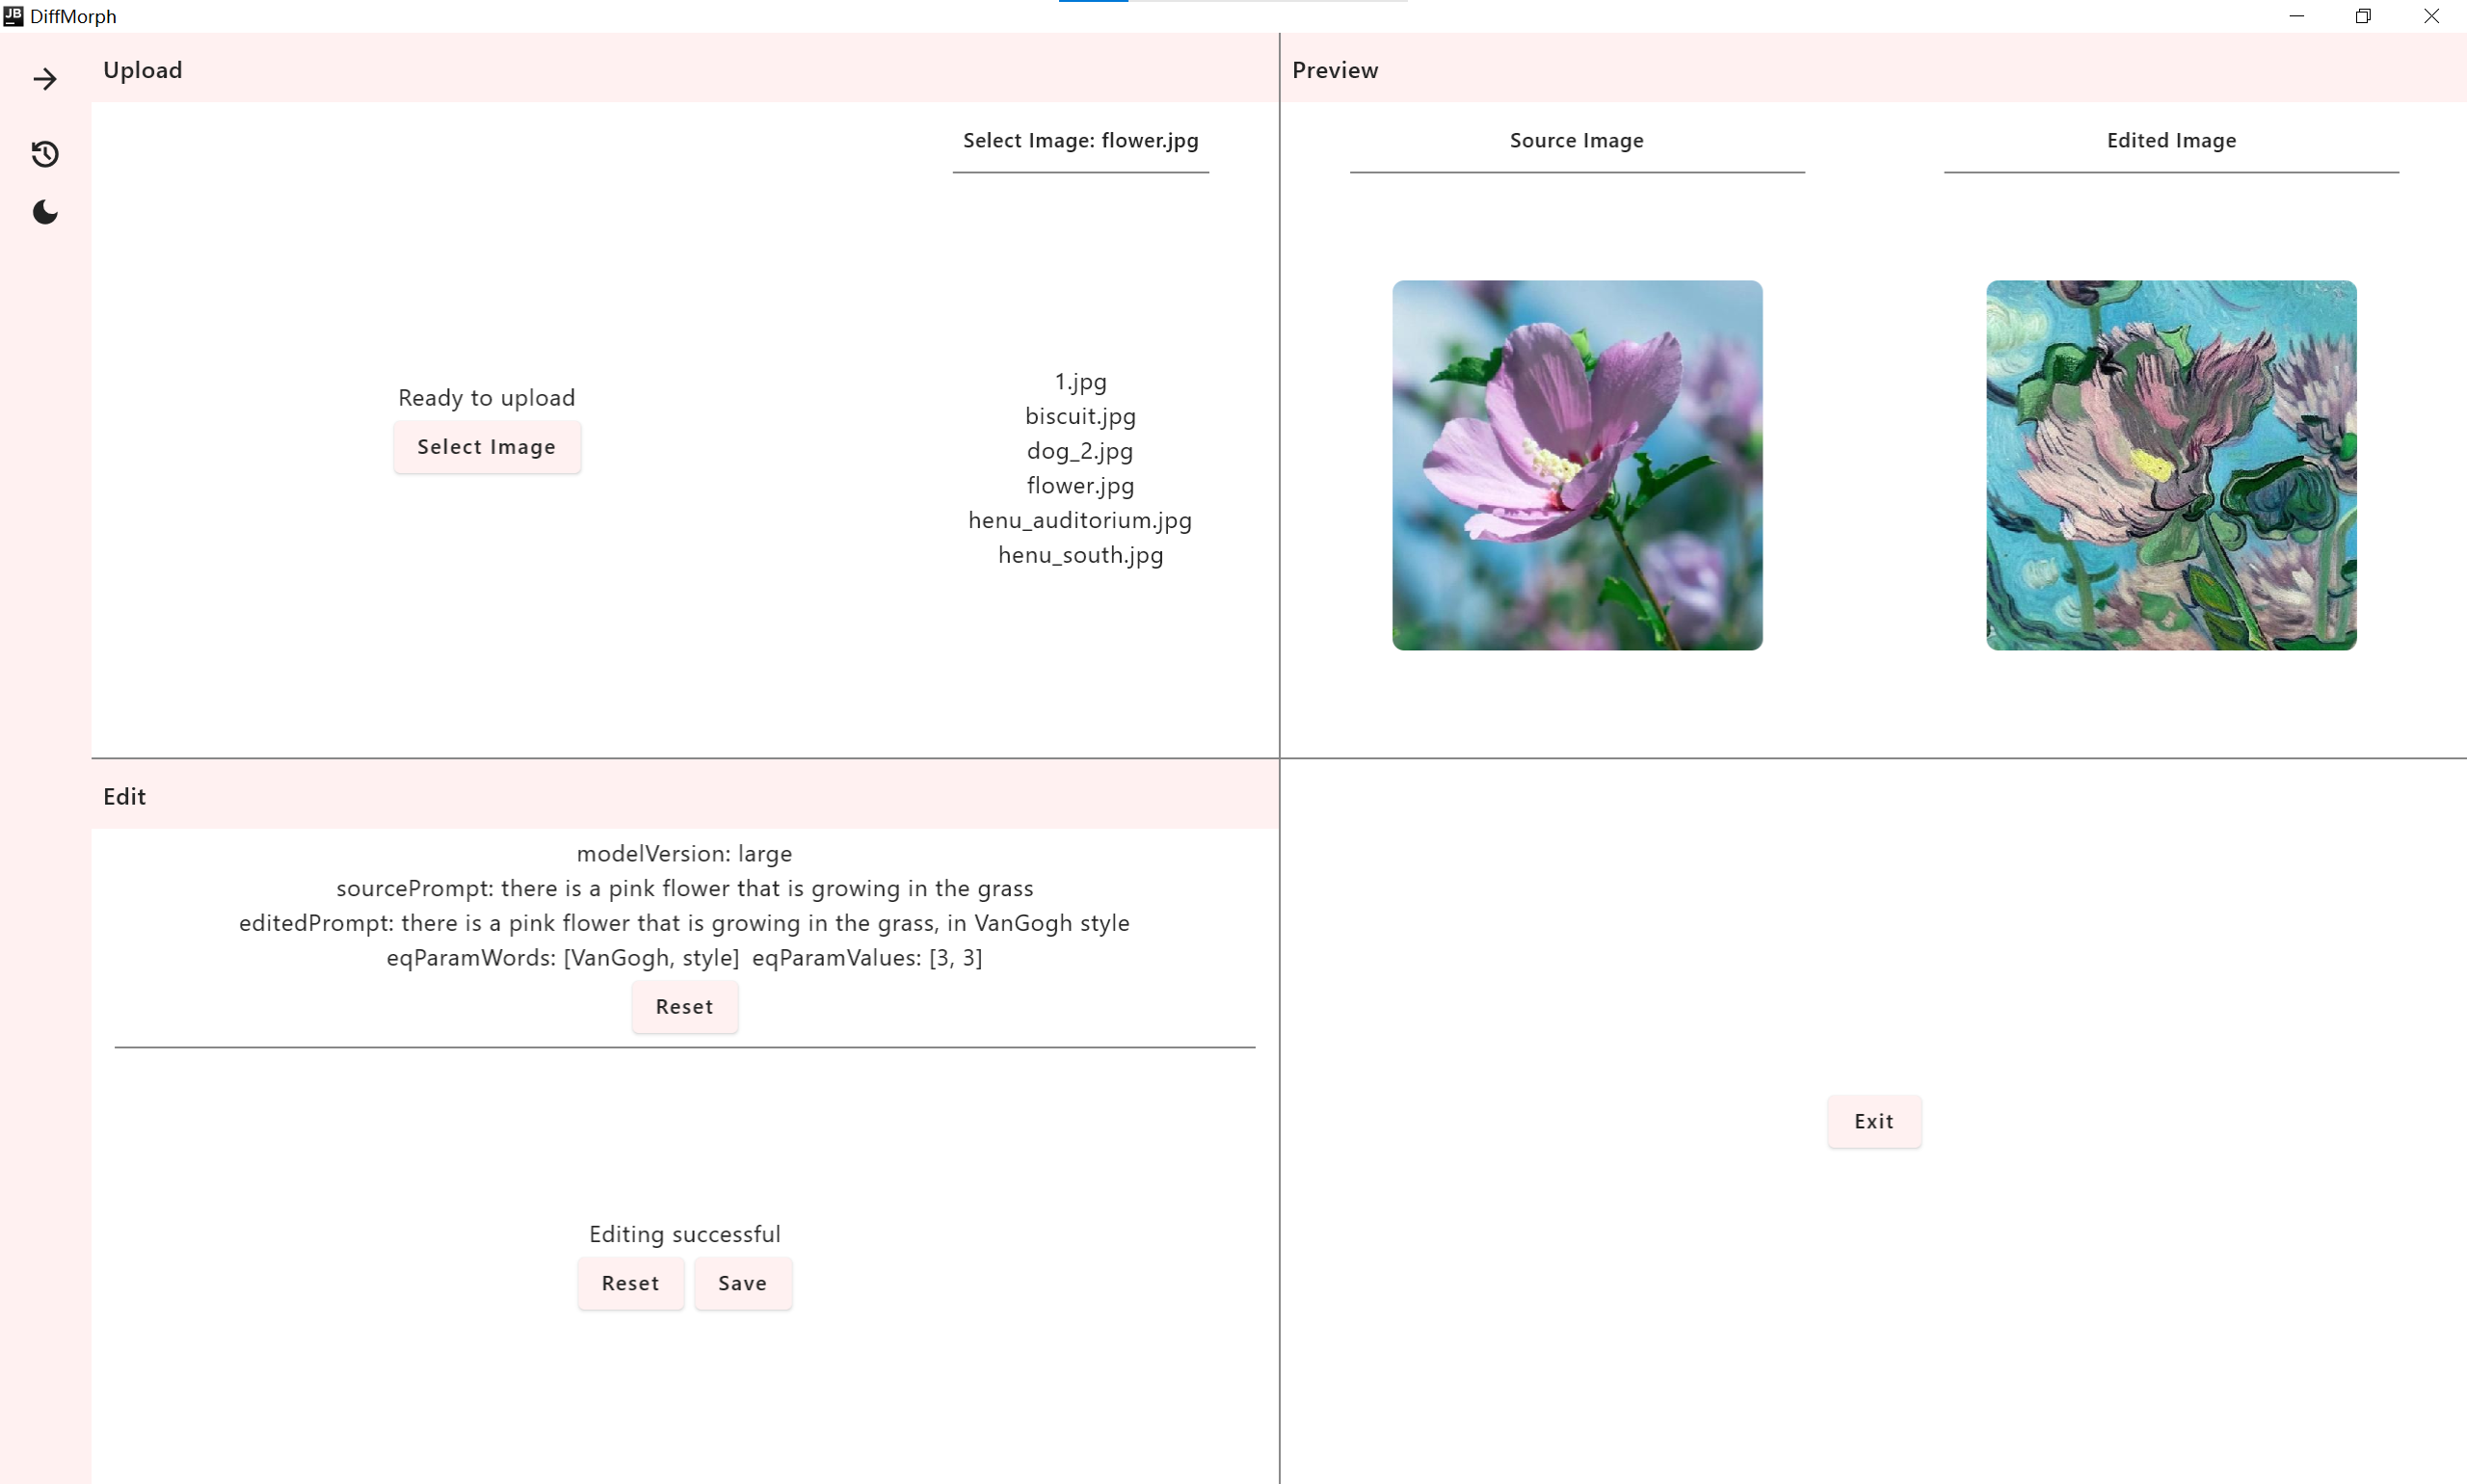 JB DiffMorph
Upload
Select Image: flower.jpg
Ready to upload
Select Image
1.jpg
biscuit.jpg
dog_2.jpg
flower.jpg
henu_auditorium.jpg
henu_south.jpg
Preview
Source Image
Edited Image
Edit
modelVersion: large
sourcePrompt: there is a pink flower that is growing in the grass
editedPrompt: there is a pink flower that is growing in the grass, in VanGogh style
eqParamWords: [VanGogh, style] eqParamValues: [3, 3]
Reset
Editing successful
Reset Save
Exit